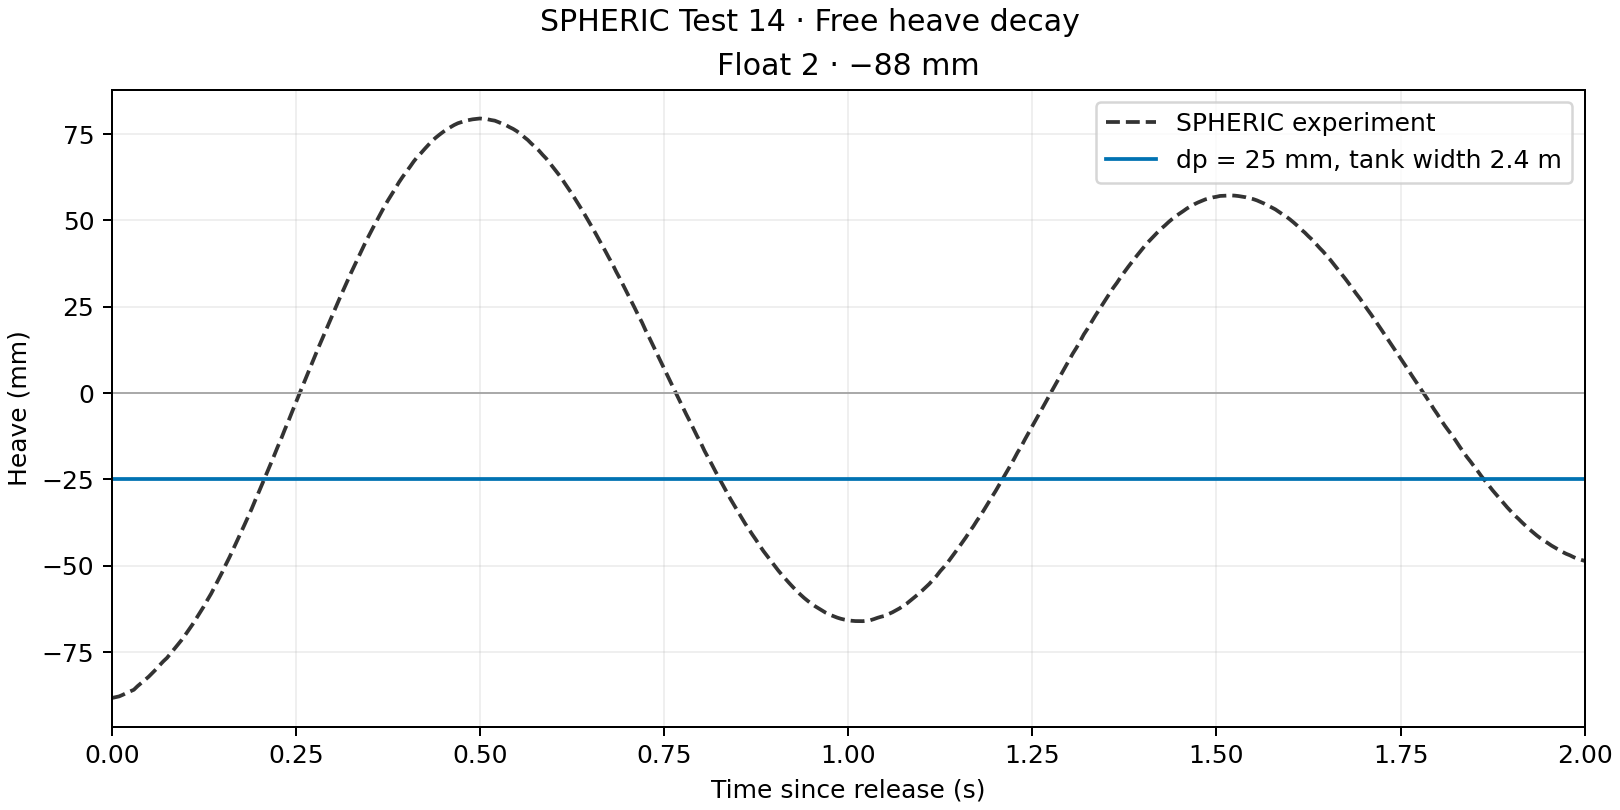 SPHERIC Test 14 · Free heave decay
Float 2 · −88 mm
SPHERIC experiment
dp = 25 mm, tank width 2.4 m
Heave (mm)
75
50
25
0
−25
−50
−75
0.00
0.25
0.50
0.75
1.00
1.25
1.50
1.75
2.00
Time since release (s)